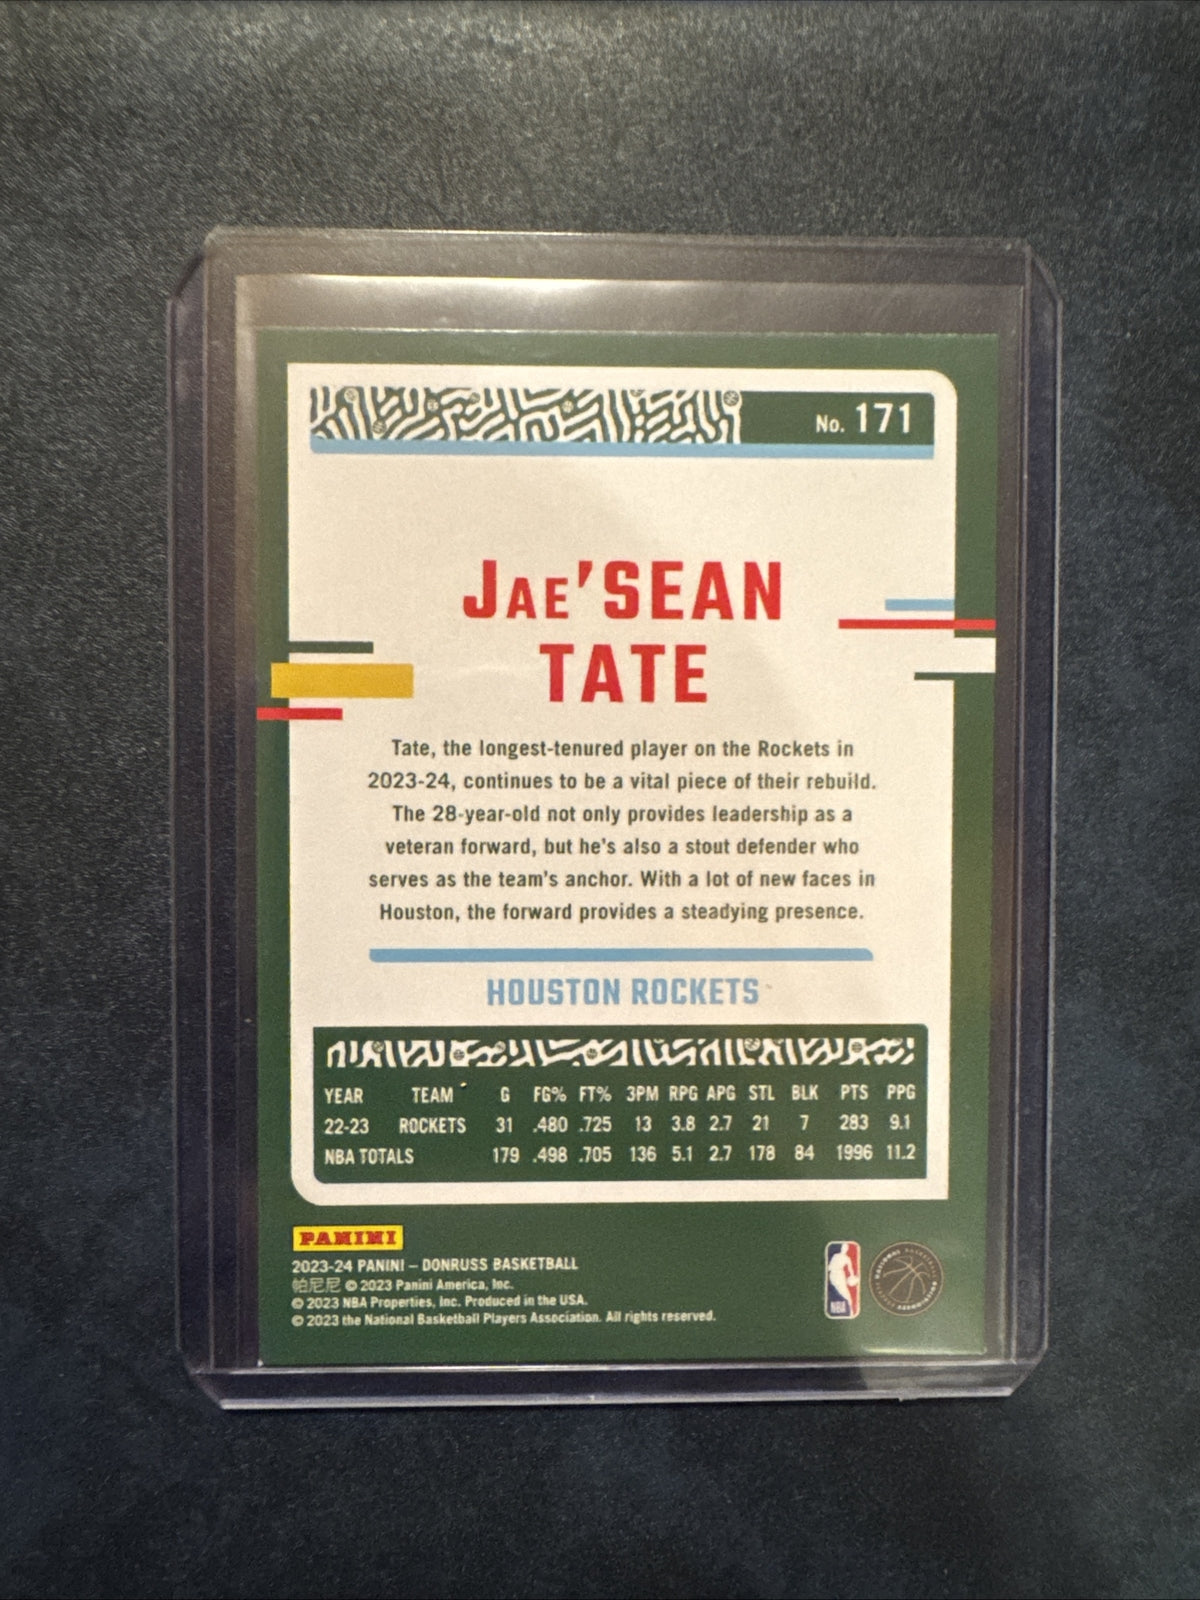 No. 171
JAE'SEAN
TATE
Tate, the longest-tenured player on the Rockets in
2023-24, continues to be a vital piece of their rebuild.
The 28-year-old not only provides leadership as a
veteran forward, but he's also a stout defender who
serves as the team's anchor. With a lot of new faces in
Houston, the forward provides a steadying presence.
HOUSTON ROCKETS
YEAR TEAM G FG% FT% 3PM RPG APG STL BLK PTS PPG
22-23 ROCKETS 31 .480 .725 13 3.8 2.7 21 7 283 9.1
NBA TOTALS 179 .498 .705 136 5.1 2.7 178 84 1996 11.2
PANINI
2023-24 PANINI – DONRUSS BASKETBALL
帕尼尼 © 2023 Panini America, Inc.
© 2023 NBA Properties, Inc. Produced in the USA.
© 2023 the National Basketball Players Association. All rights reserved.
NBA